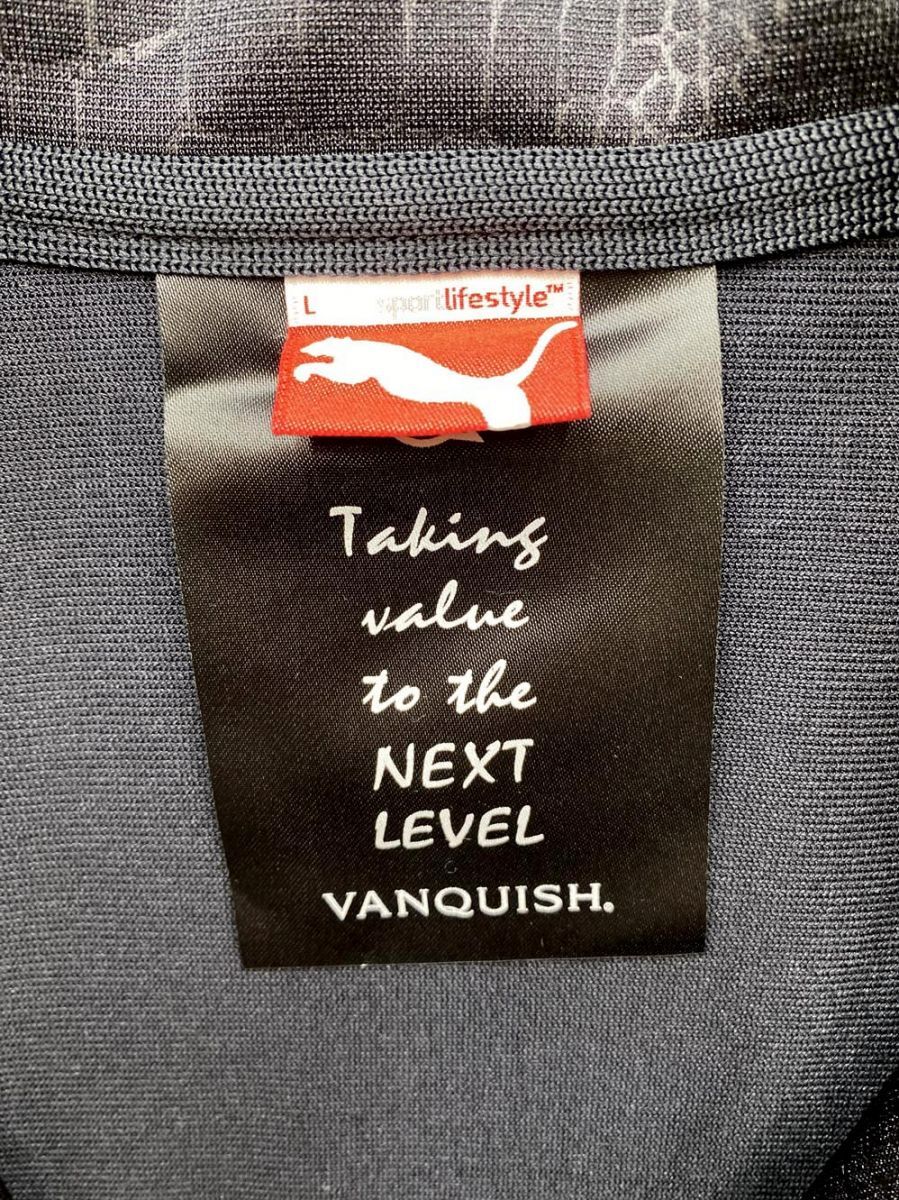 L sportlifestyle™
Taking
value
to the
NEXT
LEVEL
VANQUISH.